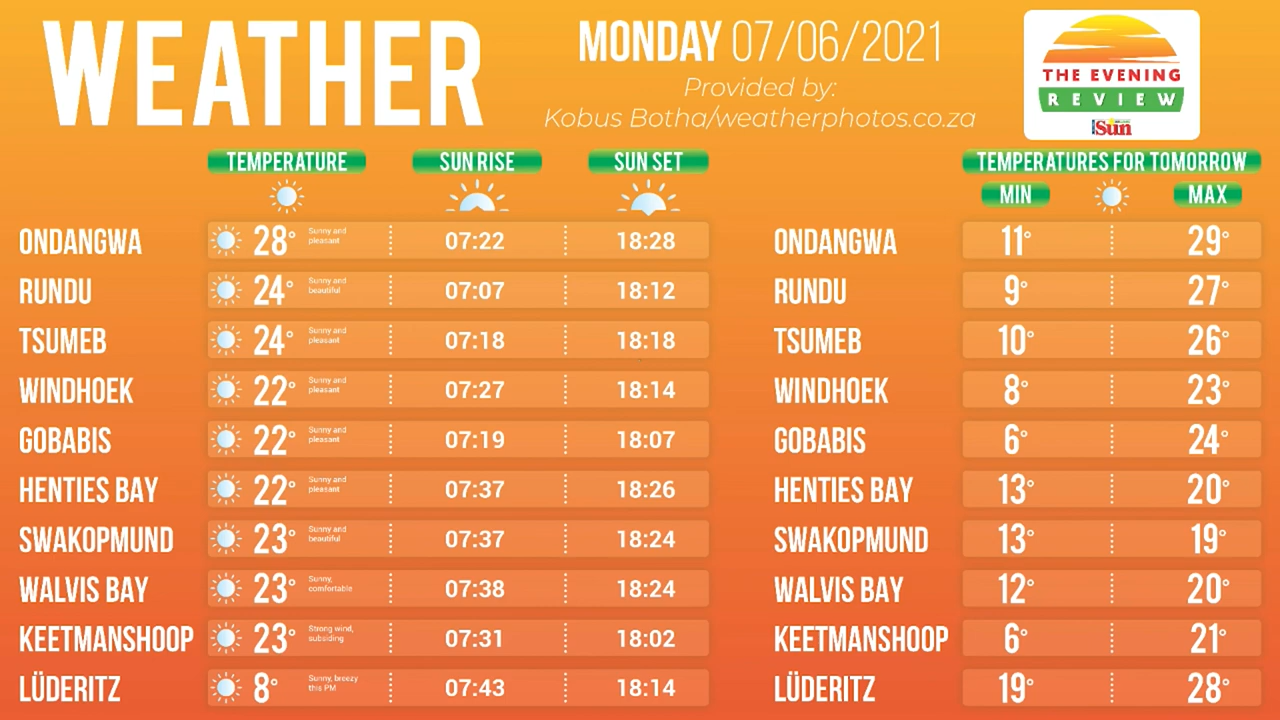 WEATHER
MONDAY 07/06/2021
Provided by:
Kobus Botha/weatherphotos.co.za
THE EVENING
REVIEW
Sun
TEMPERATURE SUN RISE SUN SET
ONDANGWA 28° Sunny and pleasant 07:22 18:28
RUNDU 24° Sunny and beautiful 07:07 18:12
TSUMEB 24° Sunny and pleasant 07:18 18:18
WINDHOEK 22° Sunny and pleasant 07:27 18:14
GOBABIS 22° Sunny and pleasant 07:19 18:07
HENTIES BAY 22° Sunny and pleasant 07:37 18:26
SWAKOPMUND 23° Sunny and beautiful 07:37 18:24
WALVIS BAY 23° Sunny, comfortable 07:38 18:24
KEETMANSHOOP 23° Strong wind, subsiding 07:31 18:02
LÜDERITZ 8° Sunny, breezy this PM 07:43 18:14
TEMPERATURES FOR TOMORROW
MIN MAX
ONDANGWA 11° 29°
RUNDU 9° 27°
TSUMEB 10° 26°
WINDHOEK 8° 23°
GOBABIS 6° 24°
HENTIES BAY 13° 20°
SWAKOPMUND 13° 19°
WALVIS BAY 12° 20°
KEETMANSHOOP 6° 21°
LÜDERITZ 19° 28°